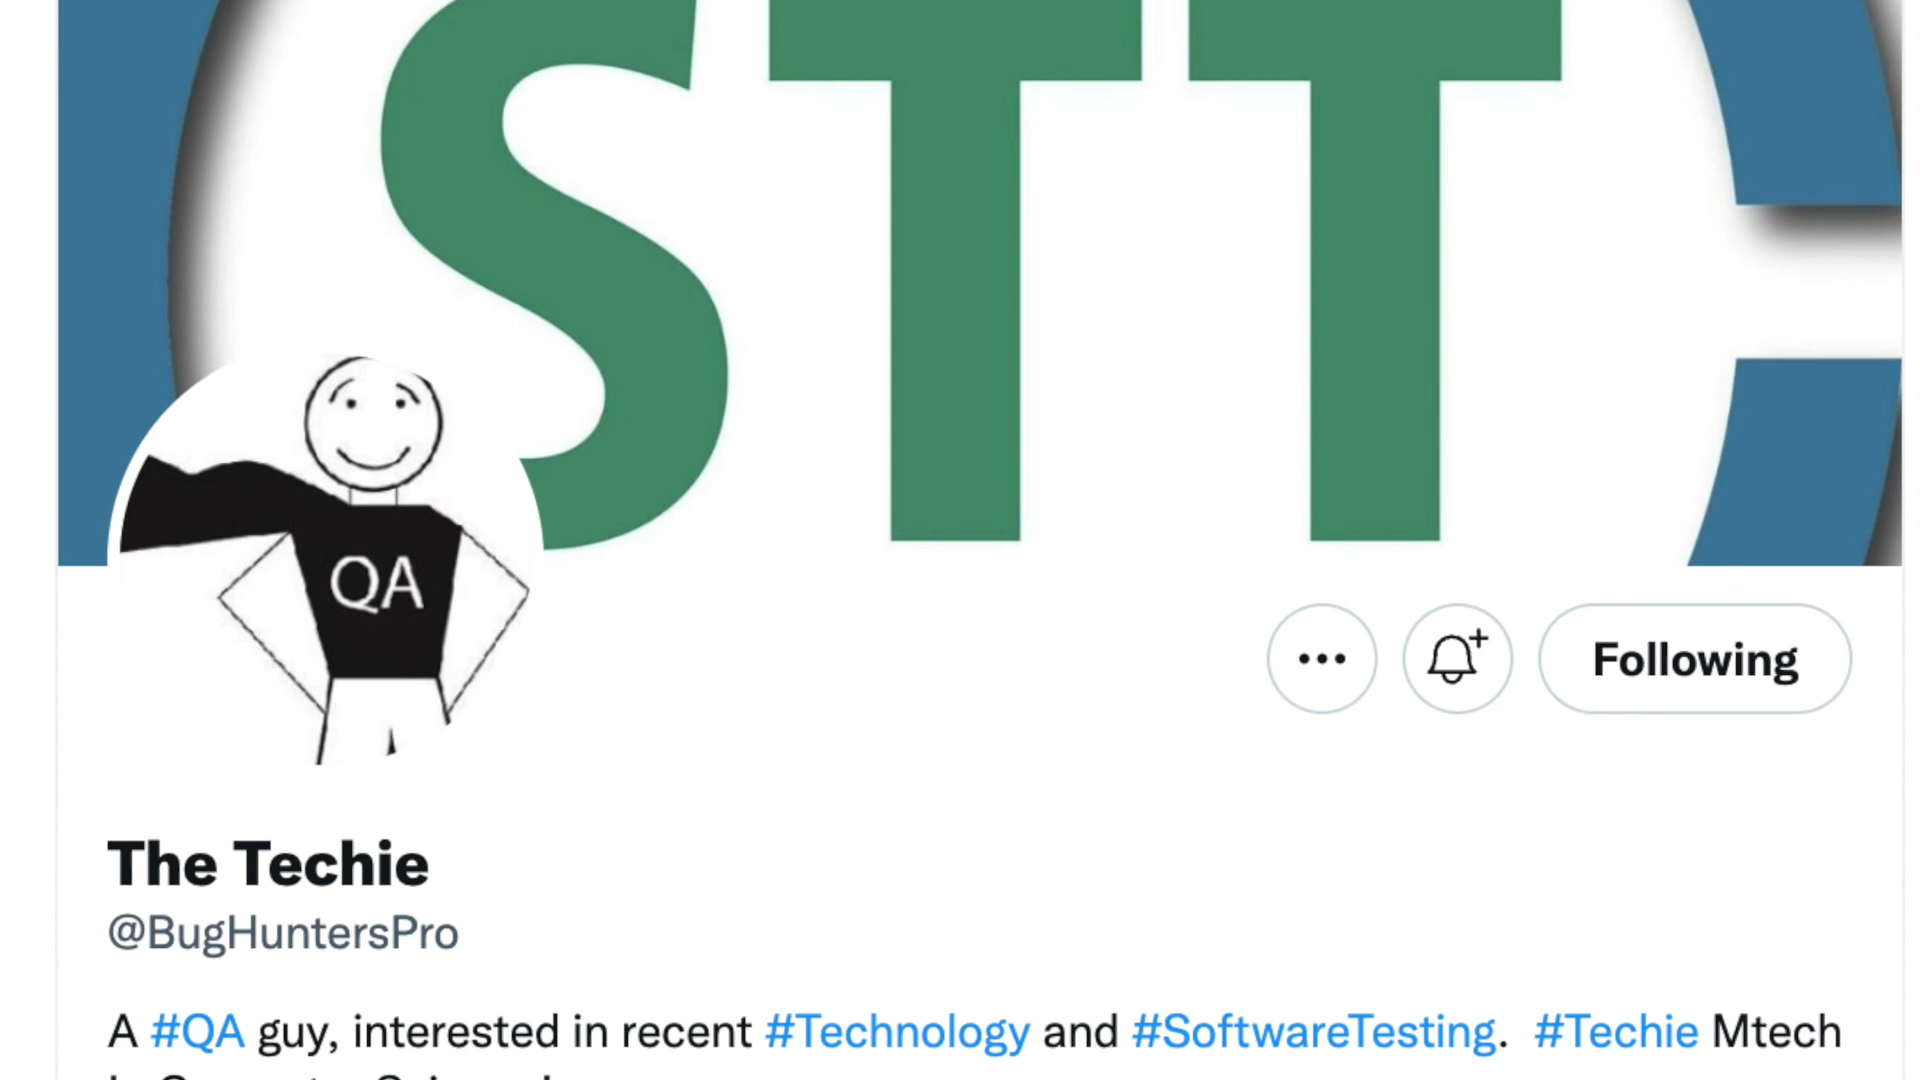 STT
QA
Following
The Techie
@BugHuntersPro
A #QA guy, interested in recent #Technology and #SoftwareTesting. #Techie Mtech